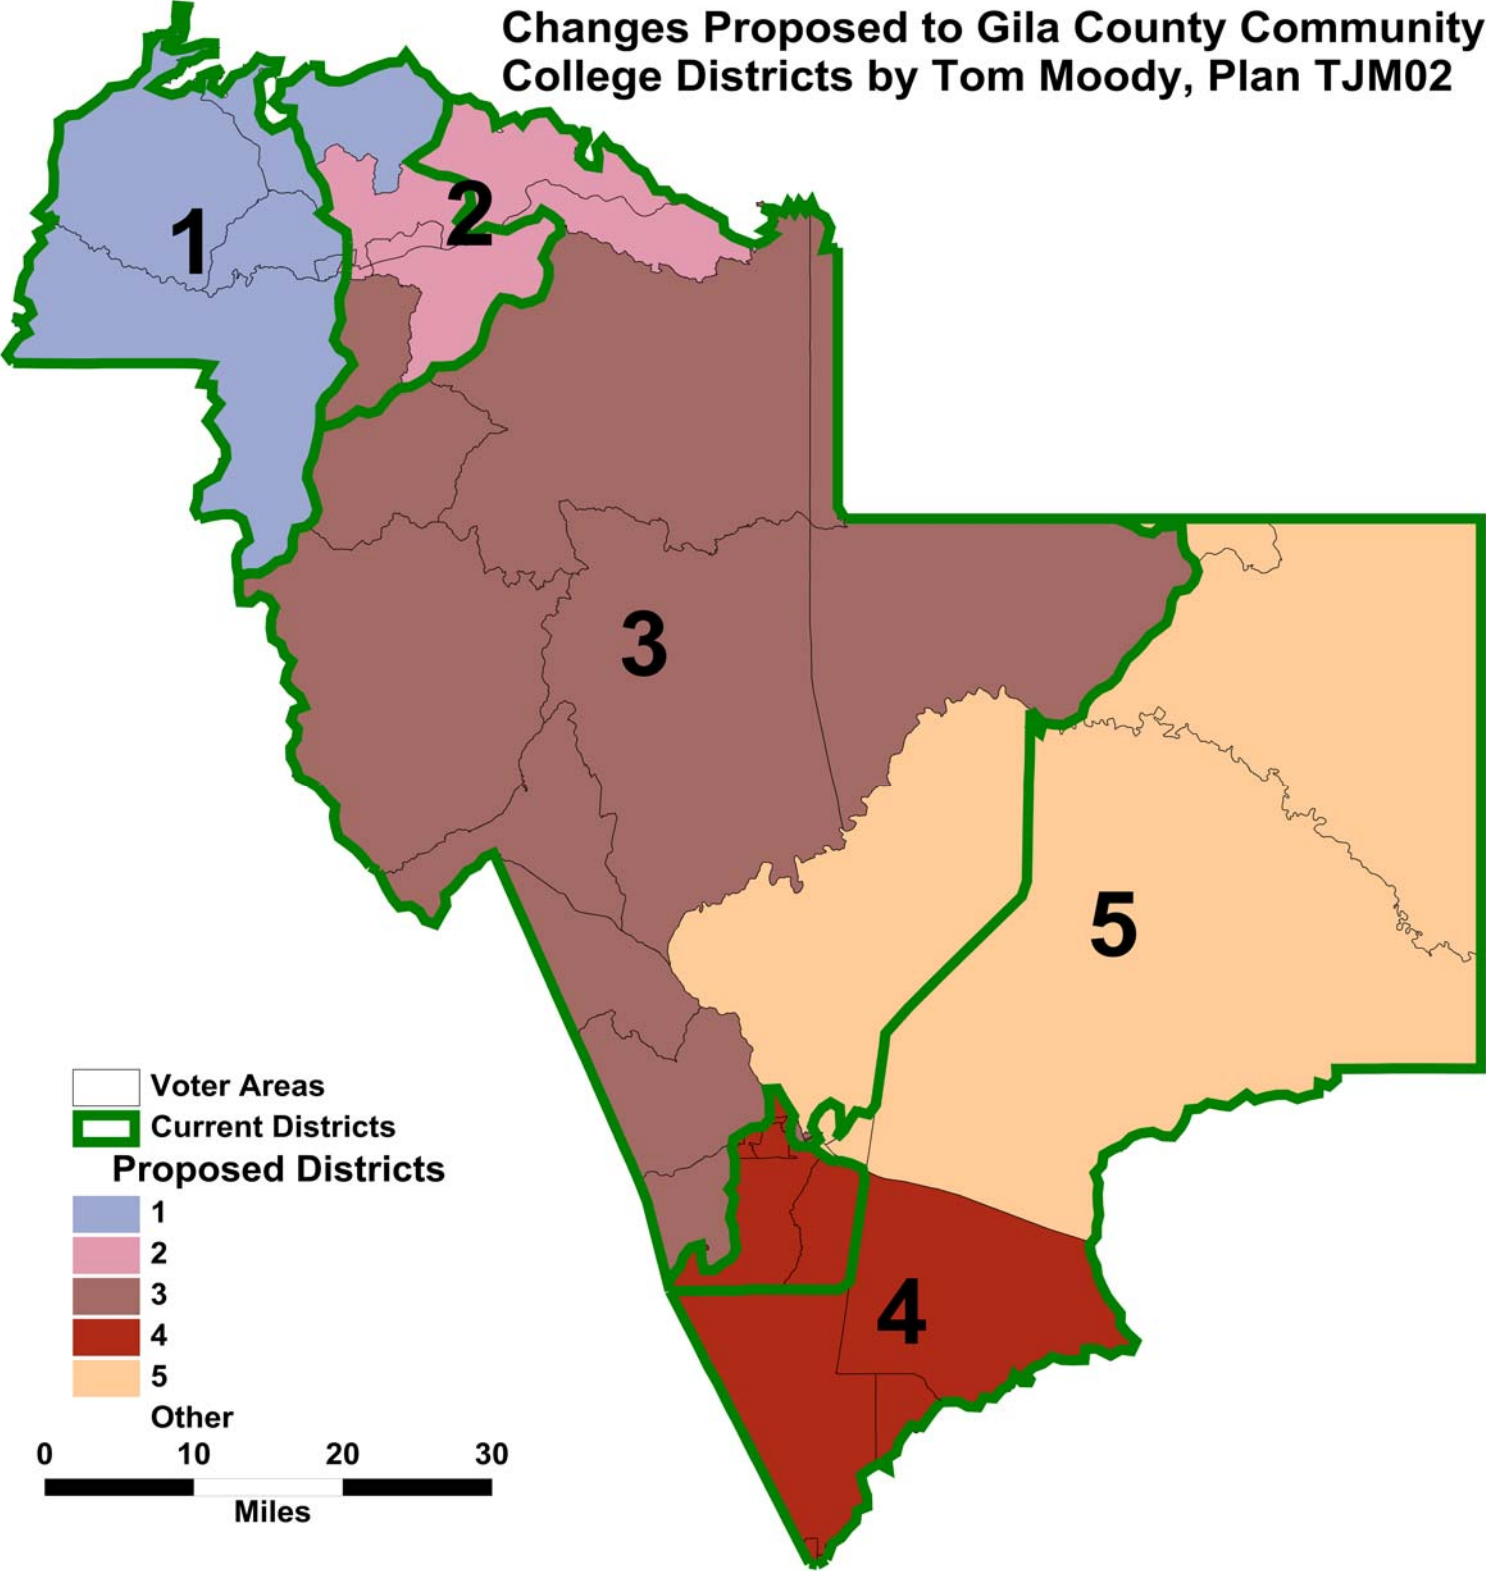 Changes Proposed to Gila County Community
College Districts by Tom Moody, Plan TJM02
1
2
3
5
4
Voter Areas
Current Districts
Proposed Districts
1
2
3
4
5
Other
0 10 20 30
Miles